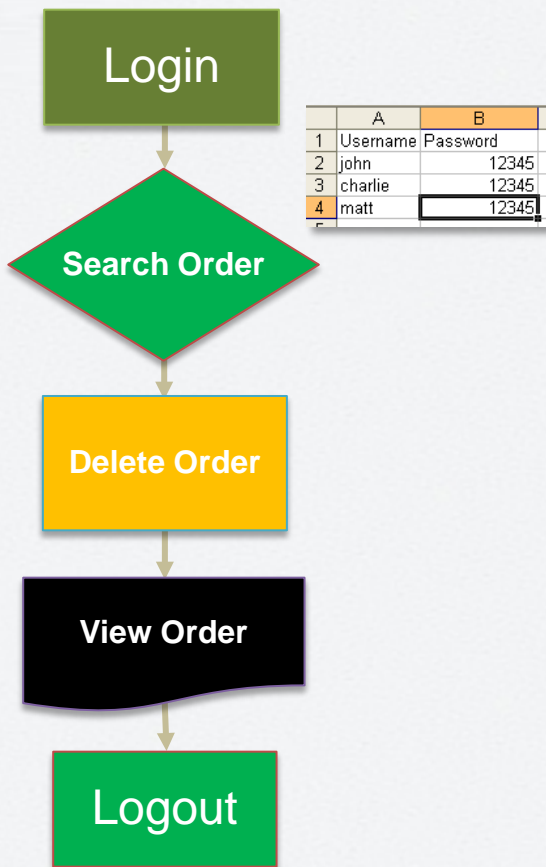 Login
A B
1 Username Password
2 john 12345
3 charlie 12345
4 matt 12345
Search Order
Delete Order
View Order
Logout